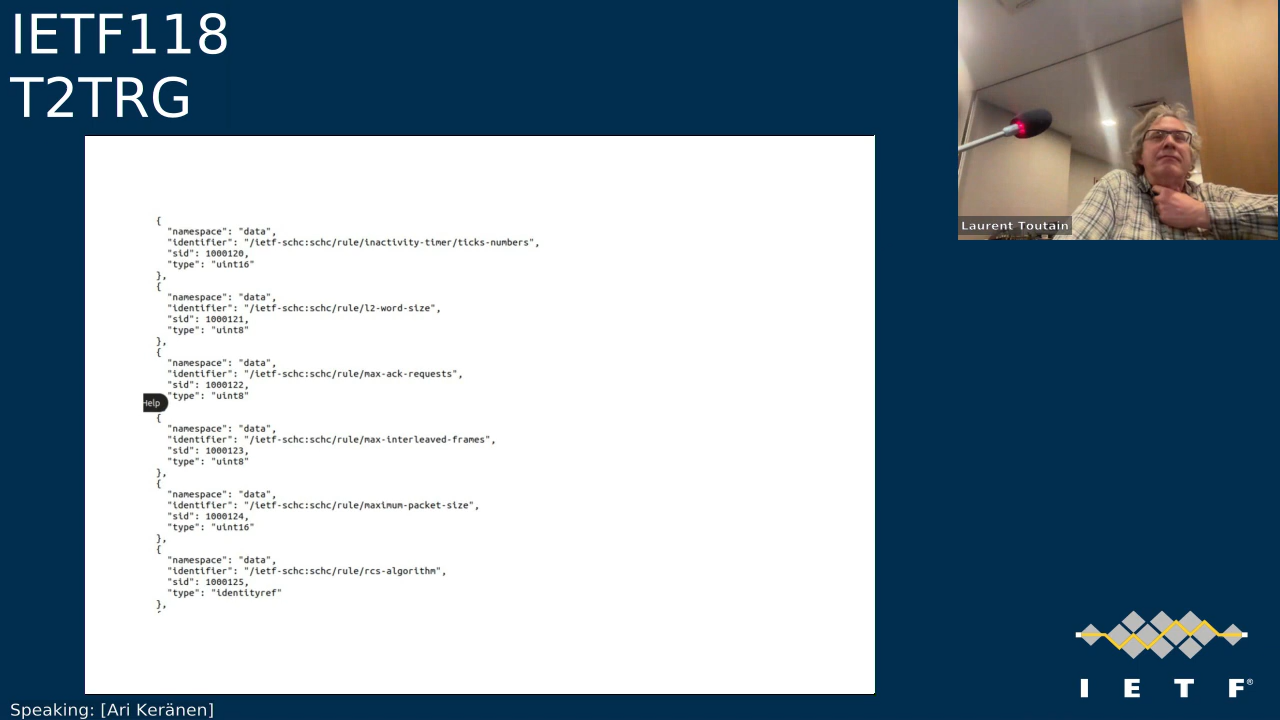 IETF118
T2TRG
{
"namespace": "data",
"identifier": "/ietf-schc:schc/rule/inactivity-timer/ticks-numbers",
"sid": 1000120,
"type": "uint16"
},
{
"namespace": "data",
"identifier": "/ietf-schc:schc/rule/l2-word-size",
"sid": 1000121,
"type": "uint8"
},
{
"namespace": "data",
"identifier": "/ietf-schc:schc/rule/max-ack-requests",
"sid": 1000122,
"type": "uint8"
Help
{
"namespace": "data",
"identifier": "/ietf-schc:schc/rule/max-interleaved-frames",
"sid": 1000123,
"type": "uint8"
},
{
"namespace": "data",
"identifier": "/ietf-schc:schc/rule/maximum-packet-size",
"sid": 1000124,
"type": "uint16"
},
{
"namespace": "data",
"identifier": "/ietf-schc:schc/rule/rcs-algorithm",
"sid": 1000125,
"type": "identityref"
},
Laurent Toutain
I E T F®
Speaking: [Ari Keränen]